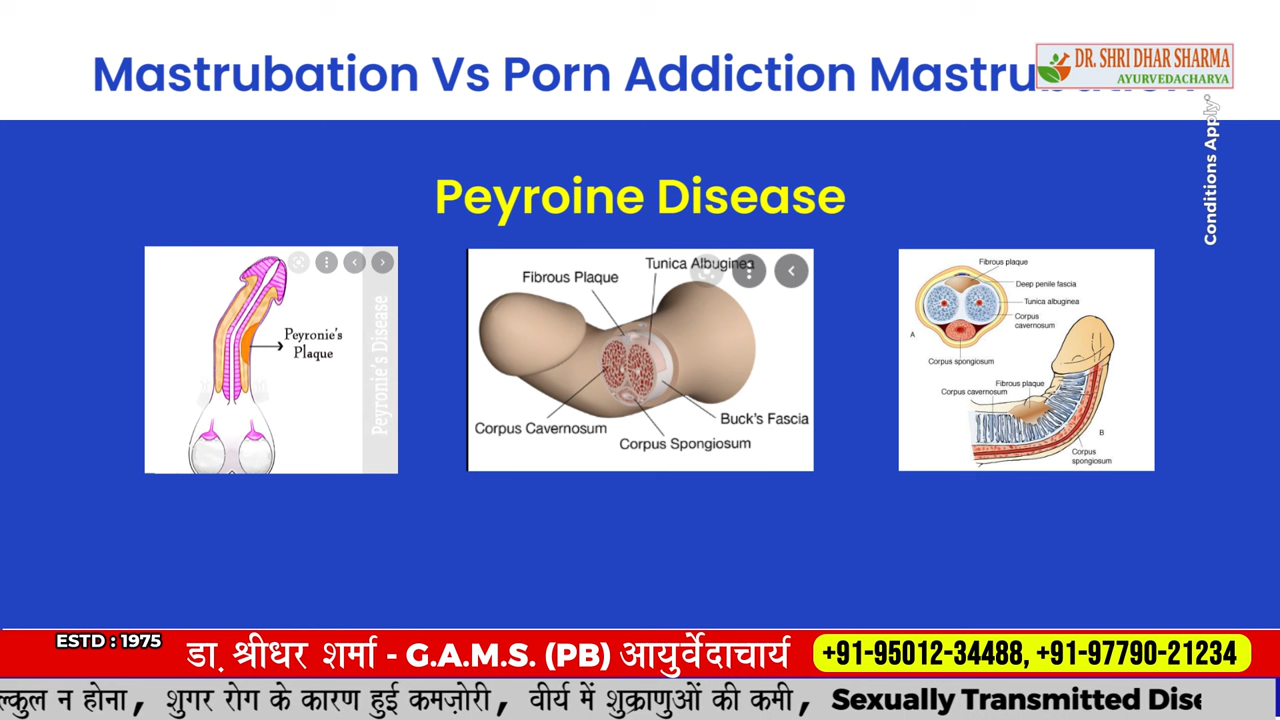 Mastrubation Vs Porn Addiction Mastrubation
DR. SHRI DHAR SHARMA
AYURVEDACHARYA
Conditions Apply*
Peyroine Disease
Peyronie's
Plaque
Peyronie's Disease
Fibrous Plaque
Tunica Albuginea
Corpus Cavernosum
Buck's Fascia
Corpus Spongiosum
Fibrous plaque
Deep penile fascia
Tunica albuginea
Corpus
cavernosum
A
Corpus spongiosum
Corpus cavernosum
Fibrous plaque
B
Corpus
spongiosum
ESTD : 1975
डा. श्रीधर शर्मा - G.A.M.S. (PB) आयुर्वेदाचार्य
+91-95012-34488, +91-97790-21234
न होना, शुगर रोग के कारण हुई कमज़ोरी, वीर्य में शुक्राणुओं की कमी, Sexually Transmitted